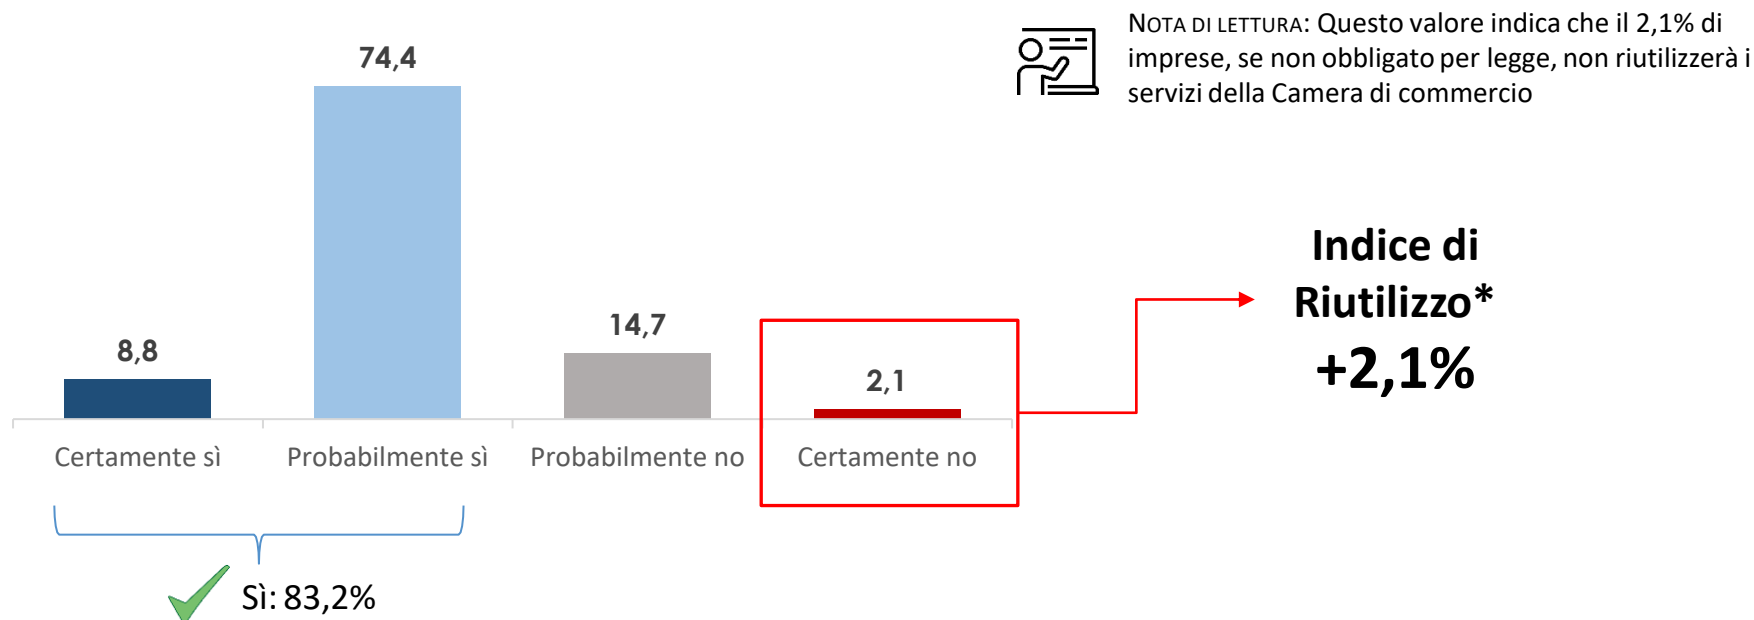 NOTA DI LETTURA: Questo valore indica che il 2,1% di
imprese, se non obbligato per legge, non riutilizzerà i
servizi della Camera di commercio
74,4
8,8
14,7
2,1
Certamente sì
Probabilmente sì
Probabilmente no
Certamente no
Sì: 83,2%
Indice di
Riutilizzo*
+2,1%